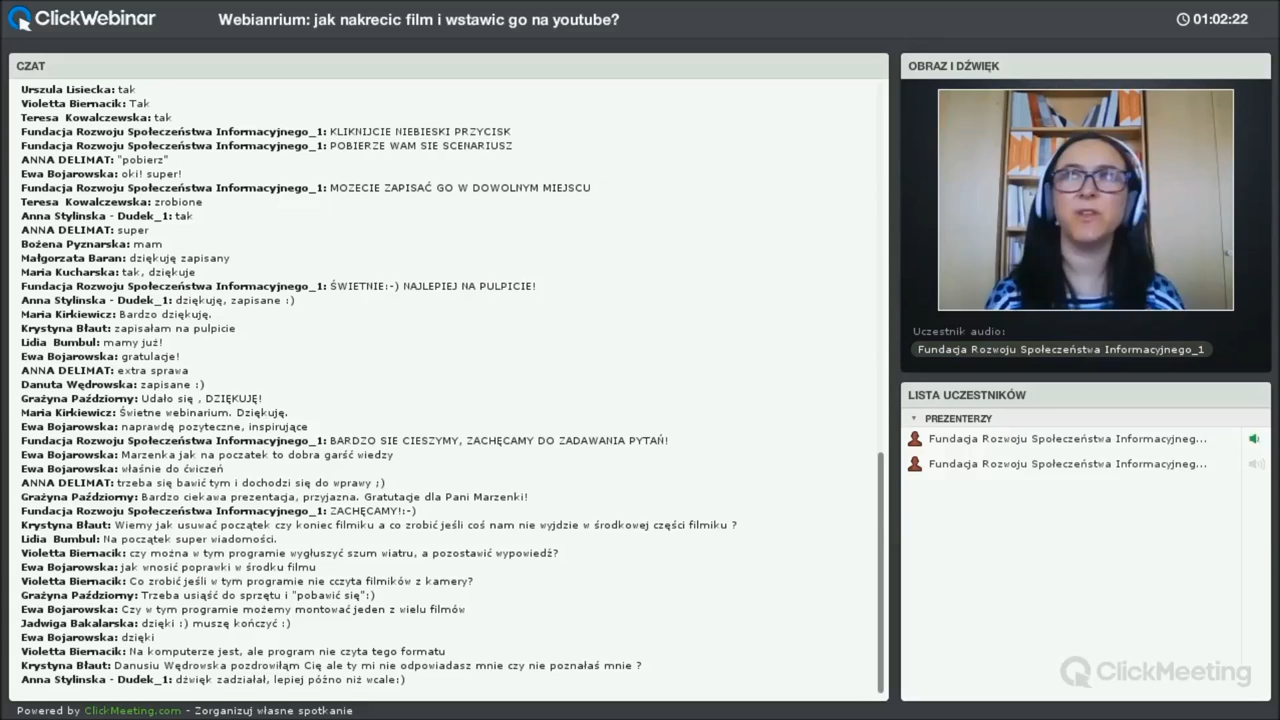 ClickWebinar
Webianrium: jak nakrecic film i wstawic go na youtube?
01:02:22
CZAT
Urszula Lisiecka: tak
Violetta Biernacik: Tak
Teresa Kowalczewska: tak
Fundacja Rozwoju Społeczeństwa Informacyjnego_1: KLIKNIJCIE NIEBIESKI PRZYCISK
Fundacja Rozwoju Społeczeństwa Informacyjnego_1: POBIERZE WAM SIE SCENARIUSZ
ANNA DELIMAT: "pobierz"
Ewa Bojarowska: oki! super!
Fundacja Rozwoju Społeczeństwa Informacyjnego_1: MOZECIE ZAPISAĆ GO W DOWOLNYM MIEJSCU
Teresa Kowalczewska: zrobione
Anna Stylinska - Dudek_1: tak
ANNA DELIMAT: super
Bożena Pyznarska: mam
Małgorzata Baran: dziękuję zapisany
Maria Kucharska: tak, dziękuje
Fundacja Rozwoju Społeczeństwa Informacyjnego_1: ŚWIETNIE:-) NAJLEPIEJ NA PULPICIE!
Anna Stylinska - Dudek_1: dziękuję, zapisane :)
Maria Kirkiewicz: Bardzo dziękuję.
Krystyna Błaut: zapisałam na pulpicie
Lidia Bumbul: mamy już!
Ewa Bojarowska: gratulacje!
ANNA DELIMAT: extra sprawa
Danuta Wędrowska: zapisane :)
Grażyna Paździorny: Udało się , DZIĘKUJĘ!
Maria Kirkiewicz: Świetne webinarium. Dziękuję.
Ewa Bojarowska: naprawdę pozyteczne, inspirujące
Fundacja Rozwoju Społeczeństwa Informacyjnego_1: BARDZO SIE CIESZYMY, ZACHĘCAMY DO ZADAWANIA PYTAŃ!
Ewa Bojarowska: Marzenka jak na poczatek to dobra garść wiedzy
Ewa Bojarowska: właśnie do ćwiczeń
ANNA DELIMAT: trzeba się bawić tym i dochodzi się do wprawy ;)
Grażyna Paździorny: Bardzo ciekawa prezentacja, przyjazna. Gratutacje dla Pani Marzenki!
Fundacja Rozwoju Społeczeństwa Informacyjnego_1: ZACHĘCAMY!:-)
Krystyna Błaut: Wiemy jak usuwać początek czy koniec filmiku a co zrobić jeśli coś nam nie wyjdzie w środkowej części filmiku ?
Lidia Bumbul: Na początek super wiadomości.
Violetta Biernacik: czy można w tym programie wygłuszyć szum wiatru, a pozostawić wypowiedź?
Ewa Bojarowska: jak wnosić poprawki w środku filmu
Violetta Biernacik: Co zrobić jeśli w tym programie nie cczyta filmików z kamery?
Grażyna Paździorny: Trzeba usiąść do sprzętu i "pobawić się":)
Ewa Bojarowska: Czy w tym programie możemy montować jeden z wielu filmów
Jadwiga Bakalarska: dzięki :) muszę kończyć :)
Ewa Bojarowska: dzięki
Violetta Biernacik: Na komputerze jest, ale program nie czyta tego formatu
Krystyna Błaut: Danusiu Wędrowska pozdrowiłąm Cię ale ty mi nie odpowiadasz mnie czy nie poznałaś mnie ?
Anna Stylinska - Dudek_1: dźwięk zadziałał, lepiej późno niż wcale:)
OBRAZ I DŹWIĘK
Uczestnik audio:
Fundacja Rozwoju Społeczeństwa Informacyjnego_1
LISTA UCZESTNIKÓW
PREZENTERZY
Fundacja Rozwoju Społeczeństwa Informacyjneg...
Fundacja Rozwoju Społeczeństwa Informacyjneg...
ClickMeeting
Powered by ClickMeeting.com - Zorganizuj własne spotkanie